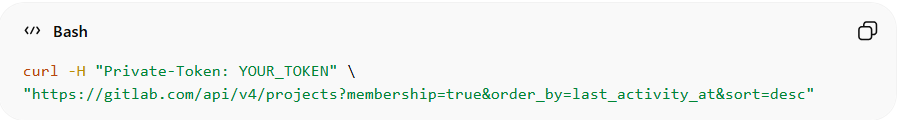 </> Bash
curl -H "Private-Token: YOUR_TOKEN" \
"https://gitlab.com/api/v4/projects?membership=true&order_by=last_activity_at&sort=desc"